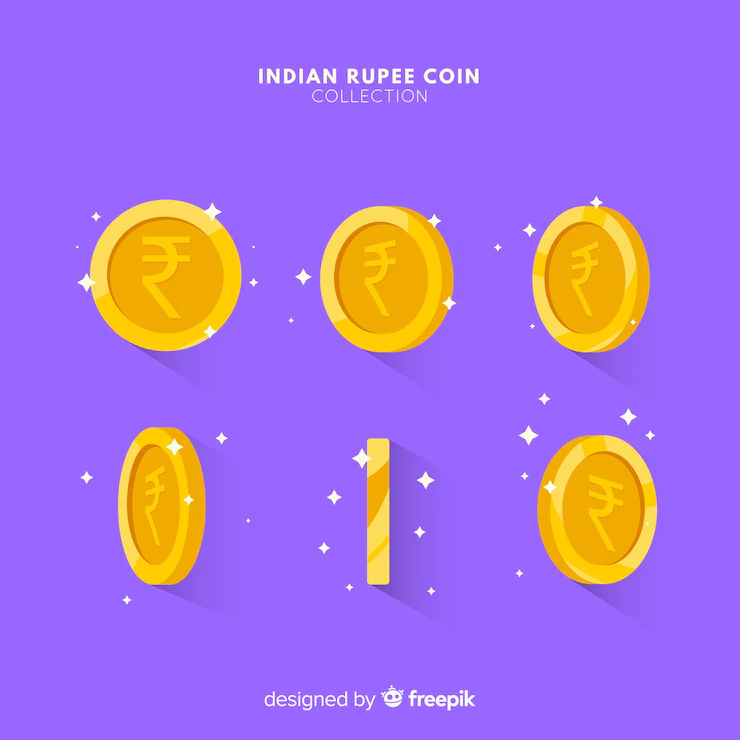 INDIAN RUPEE COIN
COLLECTION
₹ ₹ ₹
₹ ₹
designed by freepik